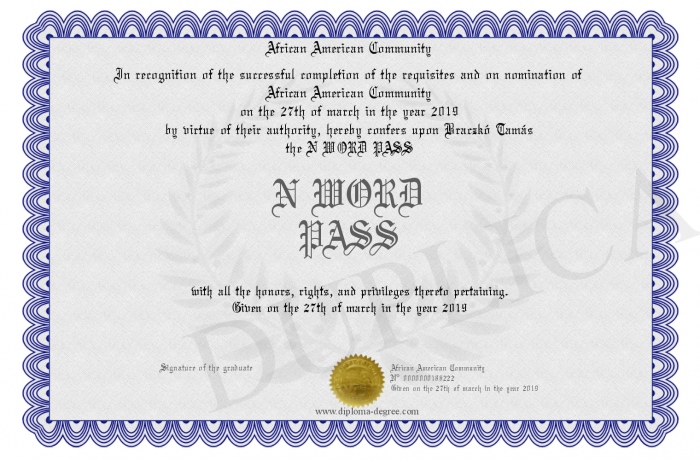 African American Community
In recognition of the successful completion of the requisites and on nomination of
African American Community
on the 27th of march in the year 2019
by virtue of their authority, hereby confers upon Braczkó Tamás
the N WORD PASS
N WORD
PASS
with all the honors, rights, and privileges thereto pertaining.
Given on the 27th of march in the year 2019
DUPLICA
Signature of the graduate
African American Community
N° 0000000168222
Given on the 27th of march in the year 2019
www.diploma-degree.com